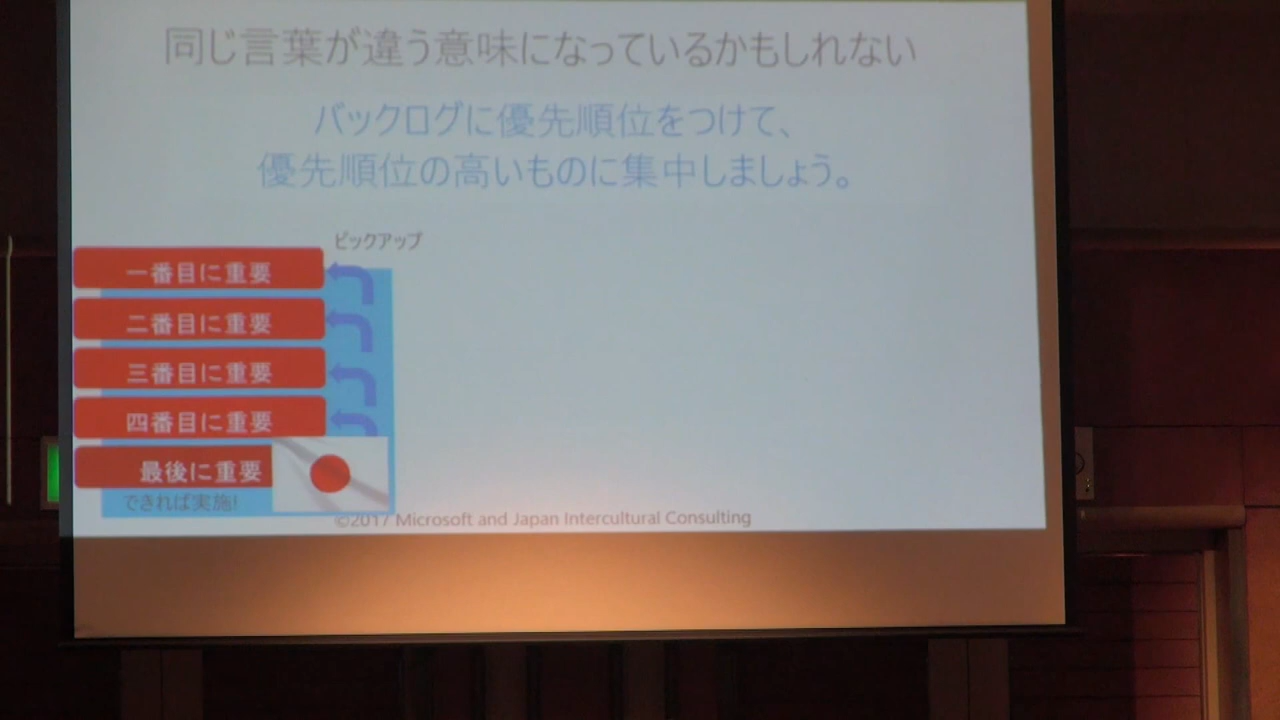 同じ言葉が違う意味になっているかもしれない
バックログに優先順位をつけて、
優先順位の高いものに集中しましょう。
ピックアップ
一番目に重要
二番目に重要
三番目に重要
四番目に重要
最後に重要
できれば実施!
©2017 Microsoft and Japan Intercultural Consulting